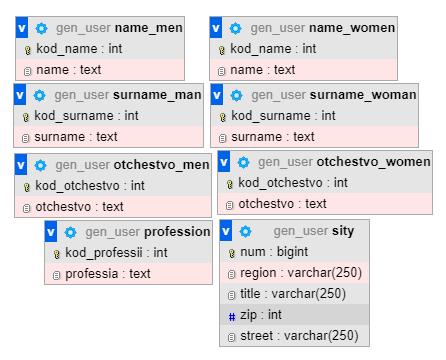 v gen_user name_men
kod_name : int
name : text
v gen_user name_women
kod_name : int
name : text
v gen_user surname_man
kod_surname : int
surname : text
v gen_user surname_woman
kod_surname : int
surname : text
v gen_user otchestvo_men
kod_otchestvo : int
otchestvo : text
v gen_user otchestvo_women
kod_otchestvo : int
otchestvo : text
v gen_user profession
kod_professii : int
professia : text
v gen_user sity
num : bigint
region : varchar(250)
title : varchar(250)
# zip : int
street : varchar(250)